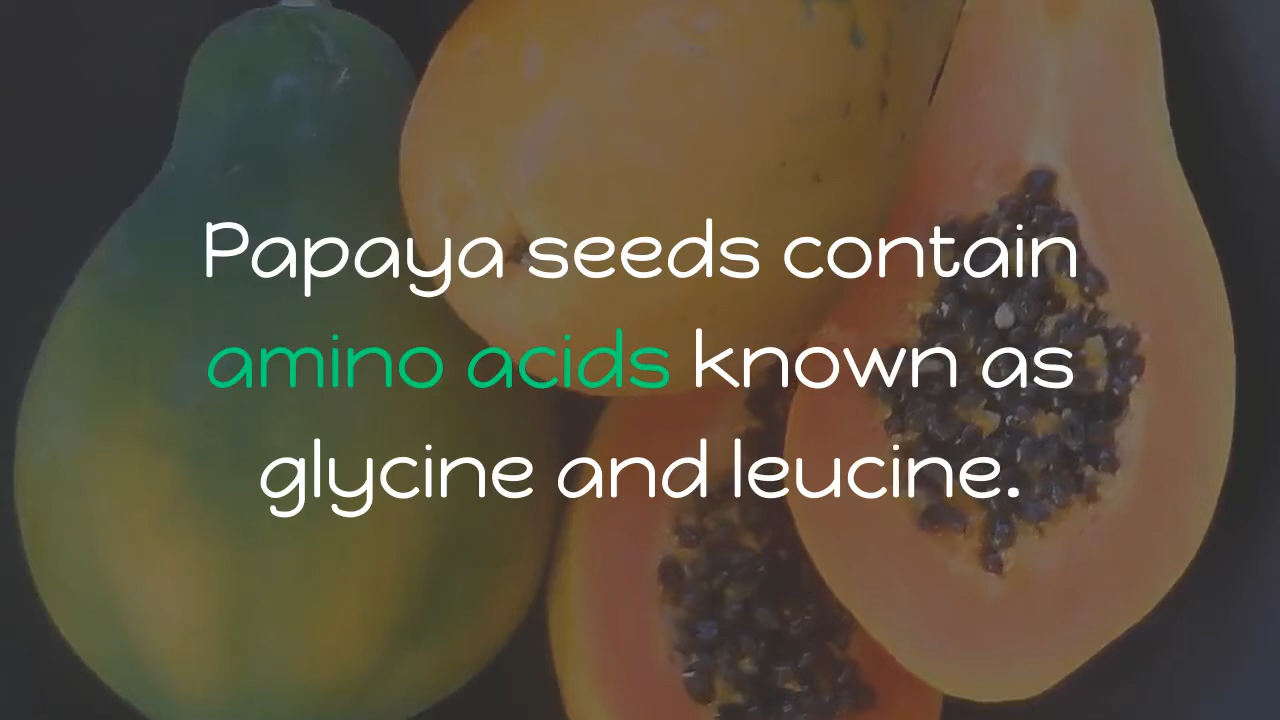 Papaya seeds contain
amino acids known as
glycine and leucine.